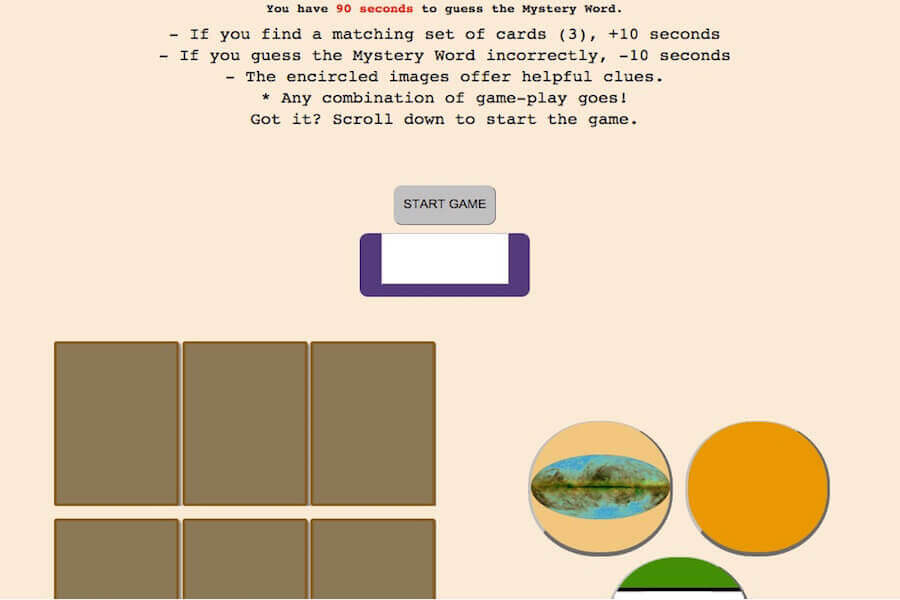 You have 90 seconds to guess the Mystery Word.
- If you find a matching set of cards (3), +10 seconds
- If you guess the Mystery Word incorrectly, -10 seconds
- The encircled images offer helpful clues.
* Any combination of game-play goes!
Got it? Scroll down to start the game.
START GAME